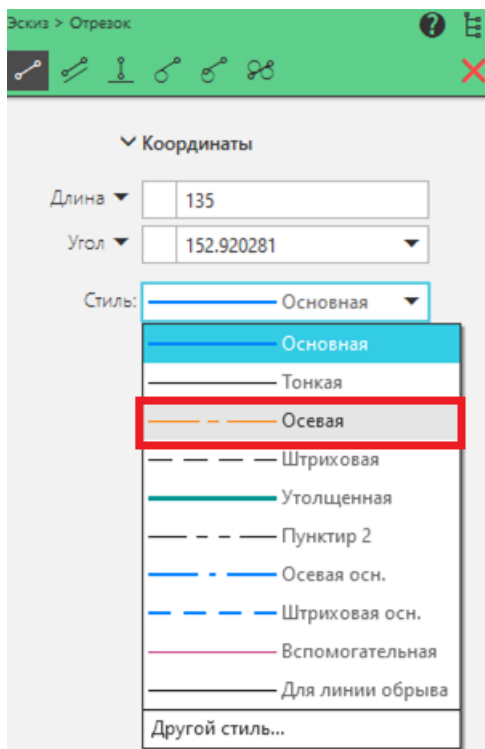 Эскиз > Отрезок
Координаты
Длина 135
Угол 152.920281
Стиль: Основная
Основная
Тонкая
Осевая
Штриховая
Утолщенная
Пунктир 2
Осевая осн.
Штриховая осн.
Вспомогательная
Для линии обрыва
Другой стиль...